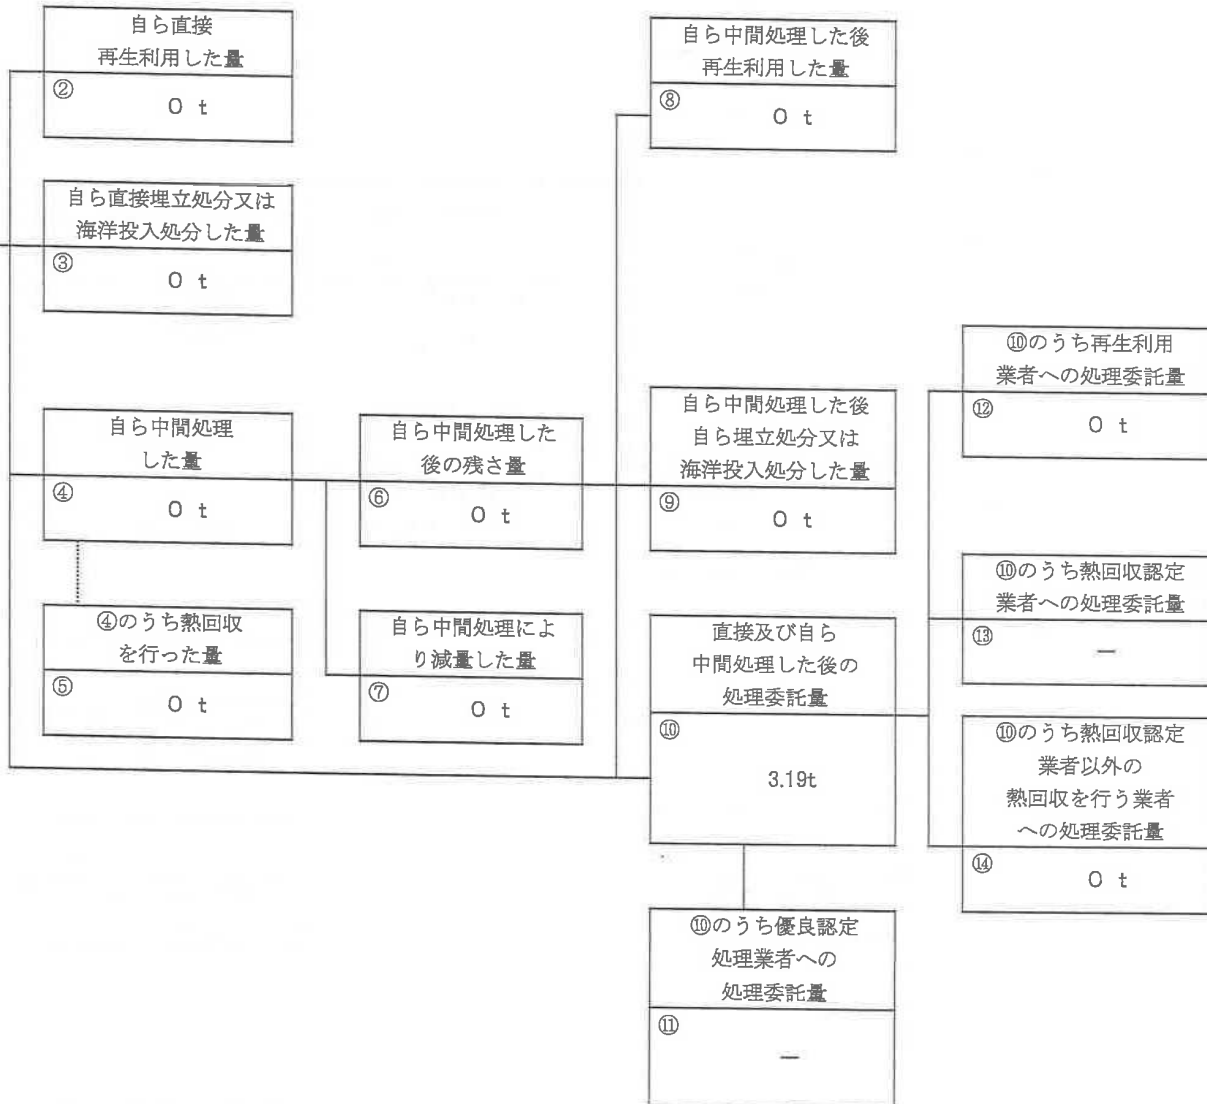 自ら直接
再生利用した量
②
0 t
自ら直接埋立処分又は
海洋投入処分した量
③
0 t
自ら中間処理
した量
④
0 t
④のうち熱回収
を行った量
⑤
0 t
自ら中間処理した
後の残さ量
⑥
0 t
自ら中間処理によ
り減量した量
⑦
0 t
自ら中間処理した後
再生利用した量
⑧
0 t
自ら中間処理した後
自ら埋立処分又は
海洋投入処分した量
⑨
0 t
直接及び自ら
中間処理した後の
処理委託量
⑩
3.19t
⑩のうち優良認定
処理業者への
処理委託量
⑪
—
⑩のうち再生利用
業者への処理委託量
⑫
0 t
⑩のうち熱回収認定
業者への処理委託量
⑬
—
⑩のうち熱回収認定
業者以外の
熱回収を行う業者
への処理委託量
⑭
0 t